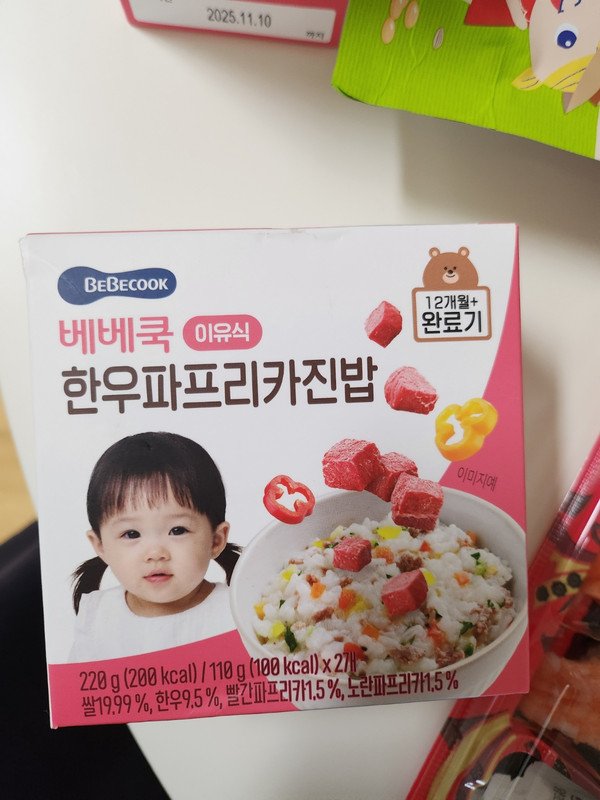 2025.11.10
까지
BEBECOOK
베베쿡 이유식
한우파프리카진밥
12개월+
완료기
이미지예
220 g (200 kcal) / 110 g (100 kcal) x 2개
쌀19.99 %, 한우9.5 %, 빨간파프리카1.5 %, 노란파프리카1.5 %